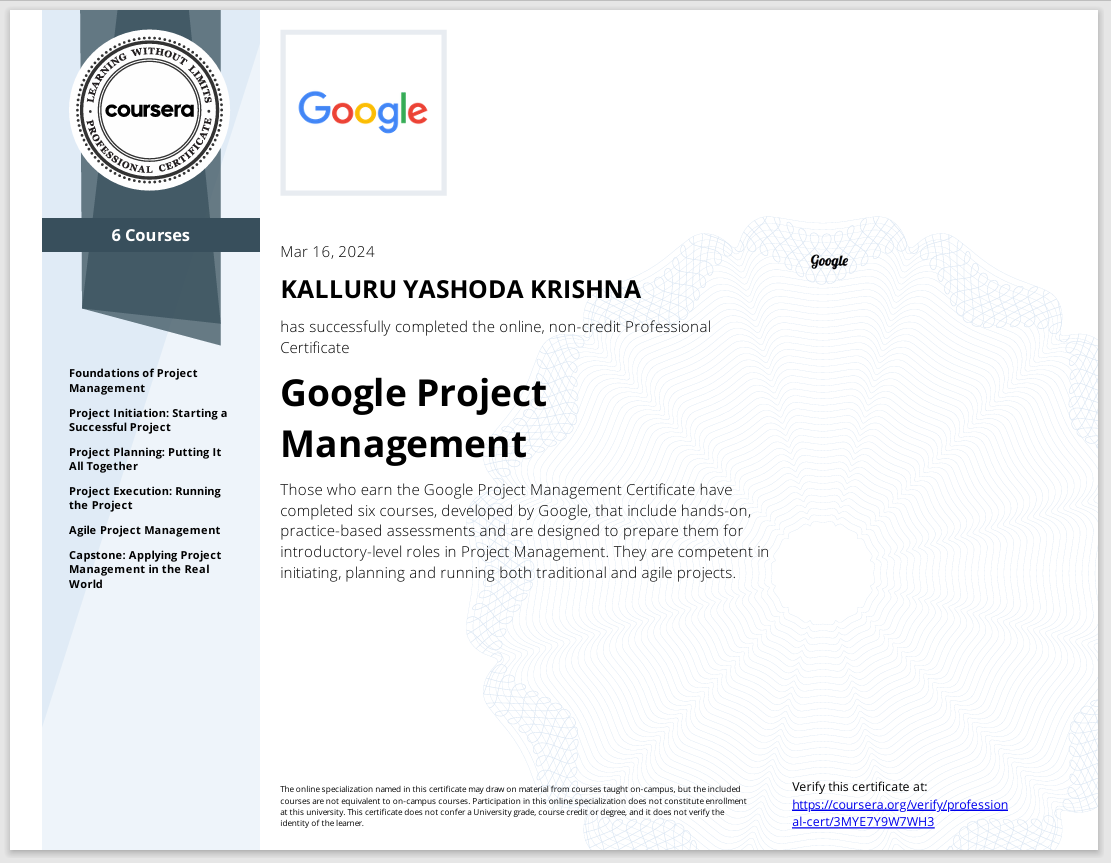 LEARNING WITHOUT LIMITS
coursera
PROFESSIONAL CERTIFICATE
6 Courses
Foundations of Project
Management
Project Initiation: Starting a
Successful Project
Project Planning: Putting It
All Together
Project Execution: Running
the Project
Agile Project Management
Capstone: Applying Project
Management in the Real
World
Google
Mar 16, 2024
Google
KALLURU YASHODA KRISHNA
has successfully completed the online, non-credit Professional
Certificate
Google Project
Management
Those who earn the Google Project Management Certificate have
completed six courses, developed by Google, that include hands-on,
practice-based assessments and are designed to prepare them for
introductory-level roles in Project Management. They are competent in
initiating, planning and running both traditional and agile projects.
The online specialization named in this certificate may draw on material from courses taught on-campus, but the included
courses are not equivalent to on-campus courses. Participation in this online specialization does not constitute enrollment
at this university. This certificate does not confer a University grade, course credit or degree, and it does not verify the
identity of the learner.
Verify this certificate at:
https://coursera.org/verify/profession
al-cert/3MYE7Y9W7WH3